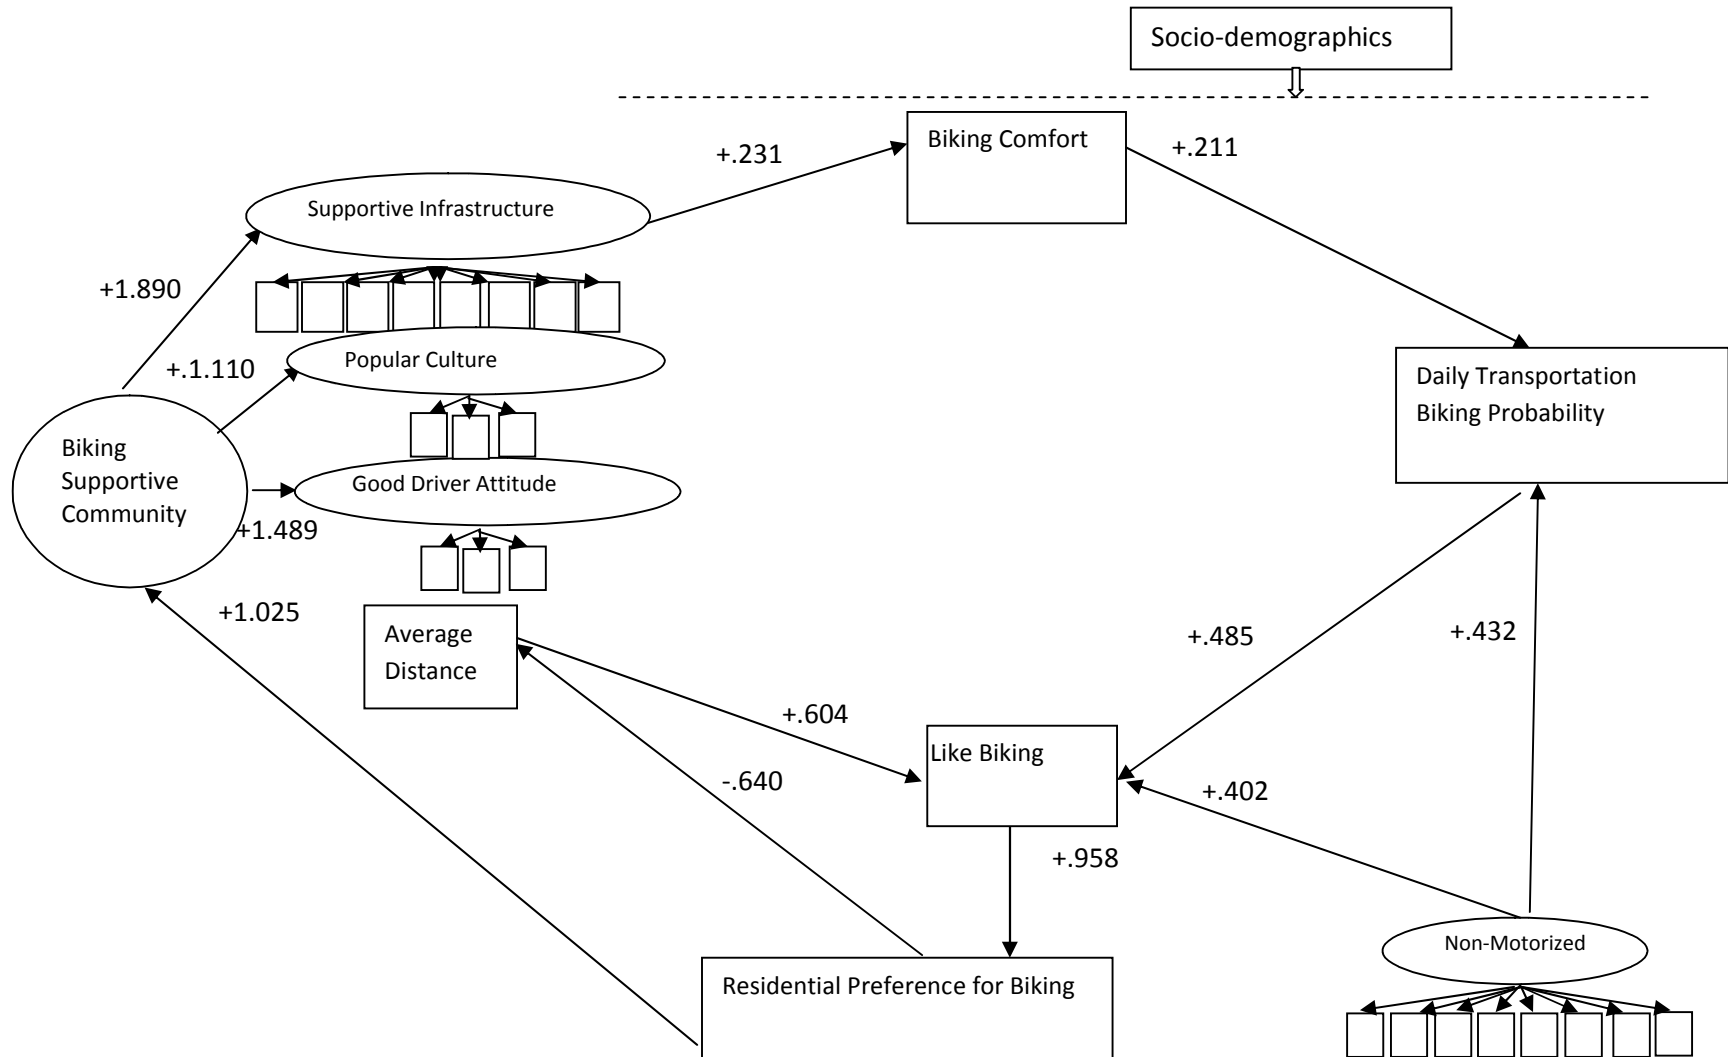 Socio-demographics
Biking Comfort
+.231
+.211
Supportive Infrastructure
+1.890
Popular Culture
+.1.110
Daily Transportation
Biking Probability
Biking
Supportive
Community
Good Driver Attitude
+1.489
+1.025
Average
Distance
+.485
+.432
+.604
Like Biking
-.640
+.402
+.958
Non-Motorized
Residential Preference for Biking